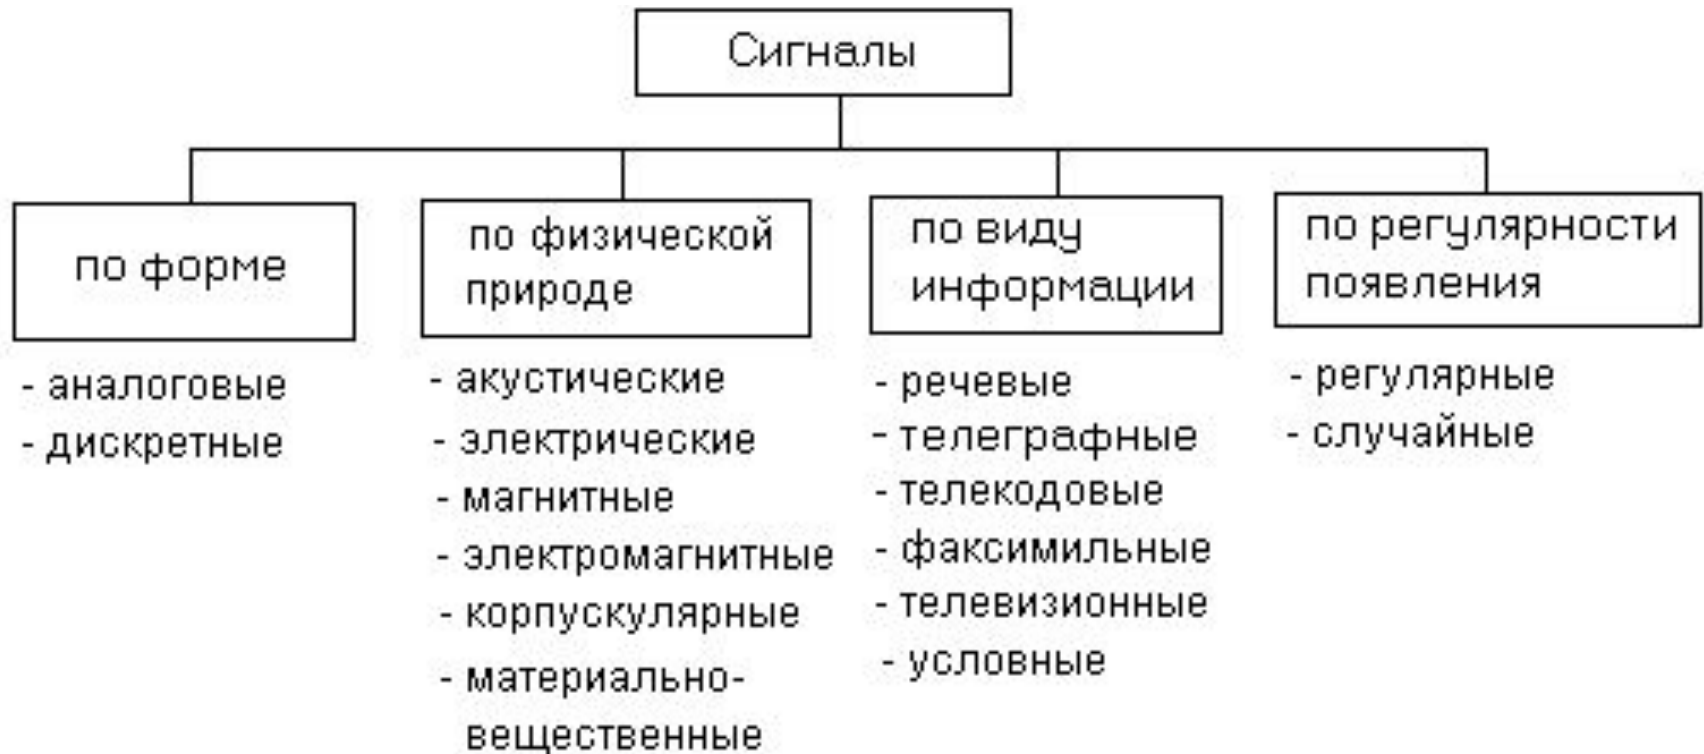 Сигналы
по форме
- аналоговые
- дискретные
по физической
природе
- акустические
- электрические
- магнитные
- электромагнитные
- корпускулярные
- материально-
вещественные
по виду
информации
- речевые
- телеграфные
- телекодовые
- факсимильные
- телевизионные
- условные
по регулярности
появления
- регулярные
- случайные